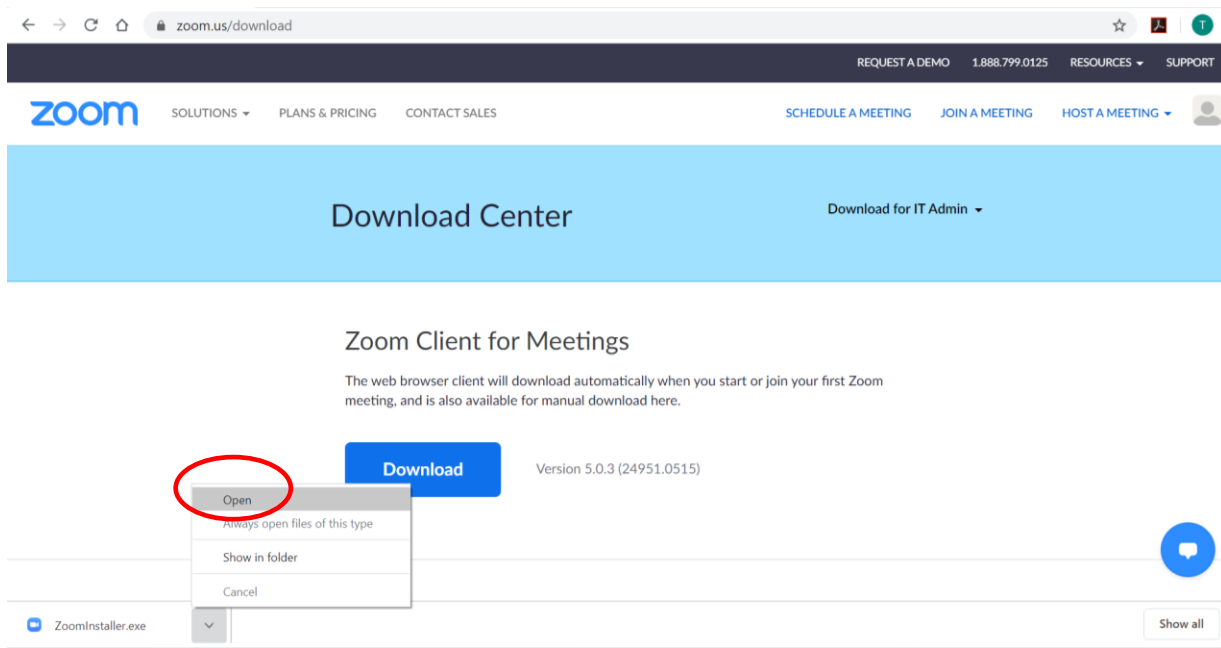 zoom.us/download
T
REQUEST A DEMO 1.888.799.0125 RESOURCES SUPPORT
zoom SOLUTIONS PLANS & PRICING CONTACT SALES SCHEDULE A MEETING JOIN A MEETING HOST A MEETING
Download Center
Download for IT Admin
Zoom Client for Meetings
The web browser client will download automatically when you start or join your first Zoom
meeting, and is also available for manual download here.
Download
Version 5.0.3 (24951.0515)
Open
Always open files of this type
Show in folder
Cancel
ZoomInstaller.exe
Show all